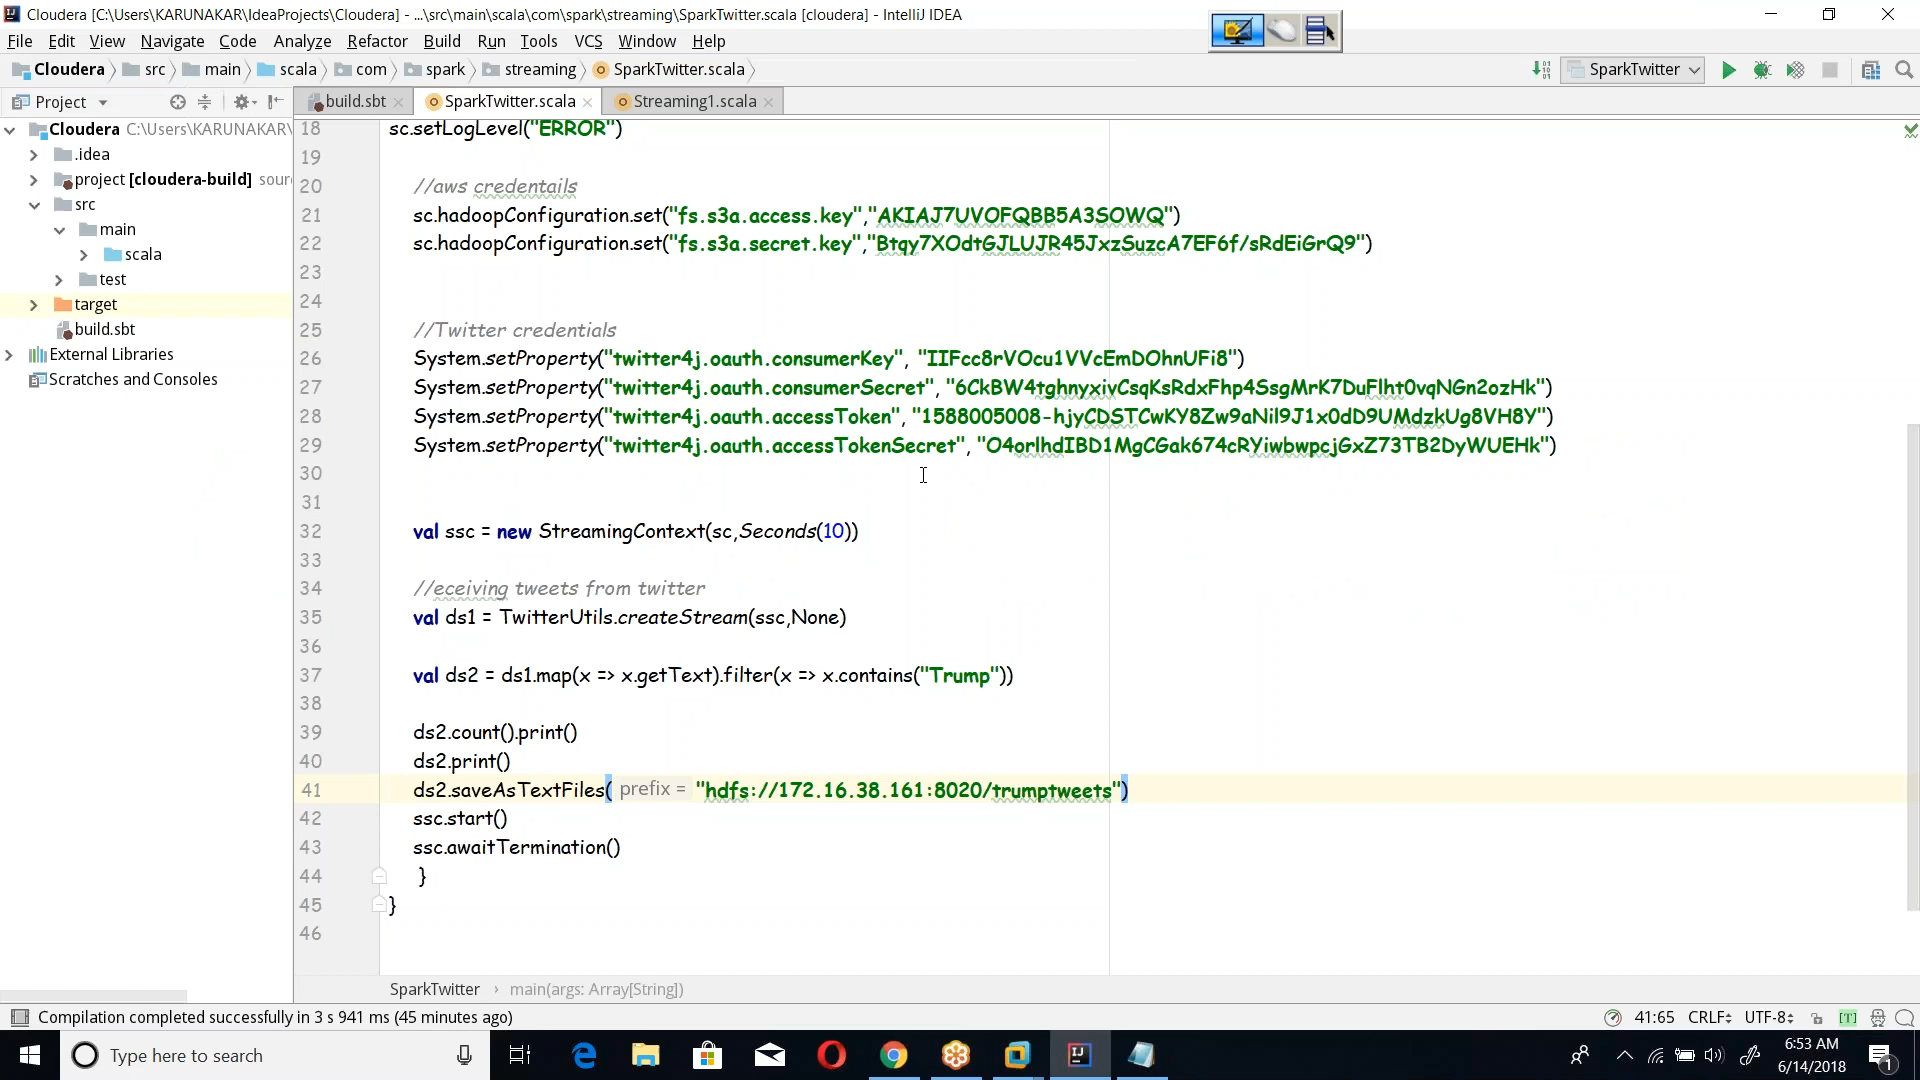 Cloudera [C:\Users\KARUNAKAR\IdeaProjects\Cloudera] - ...\src\main\scala\com\spark\streaming\SparkTwitter.scala [cloudera] - IntelliJ IDEA
File Edit View Navigate Code Analyze Refactor Build Run Tools VCS Window Help
Cloudera src main scala com spark streaming SparkTwitter.scala
SparkTwitter
Project
build.sbt SparkTwitter.scala Streaming1.scala
Cloudera C:\Users\KARUNAKAR\
.idea
project [cloudera-build] sour
src
main
scala
test
target
build.sbt
External Libraries
Scratches and Consoles
18 sc.setLogLevel("ERROR")
19
20 //aws credentails
21 sc.hadoopConfiguration.set("fs.s3a.access.key","")
22 sc.hadoopConfiguration.set("fs.s3a.secret.key","")
23
24
25 //Twitter credentials
26 System.setProperty("twitter4j.oauth.consumerKey", "")
27 System.setProperty("twitter4j.oauth.consumerSecret", "")
28 System.setProperty("twitter4j.oauth.accessToken", "")
29 System.setProperty("twitter4j.oauth.accessTokenSecret", "")
30
31
32 val ssc = new StreamingContext(sc,Seconds(10))
33
34 //eceiving tweets from twitter
35 val ds1 = TwitterUtils.createStream(ssc,None)
36
37 val ds2 = ds1.map(x => x.getText).filter(x => x.contains("Trump"))
38
39 ds2.count().print()
40 ds2.print()
41 ds2.saveAsTextFiles( prefix = "hdfs://172.16.38.161:8020/trumptweets")
42 ssc.start()
43 ssc.awaitTermination()
44 }
45 }
46
SparkTwitter › main(args: Array[String])
Compilation completed successfully in 3 s 941 ms (45 minutes ago)
41:65 CRLF UTF-8 [T]
Type here to search
6:53 AM
6/14/2018
1